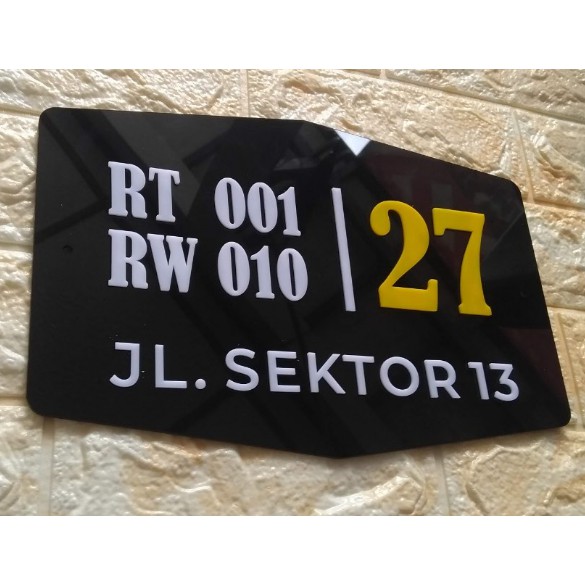 RT 001
RW 010
27
JL. SEKTOR 13